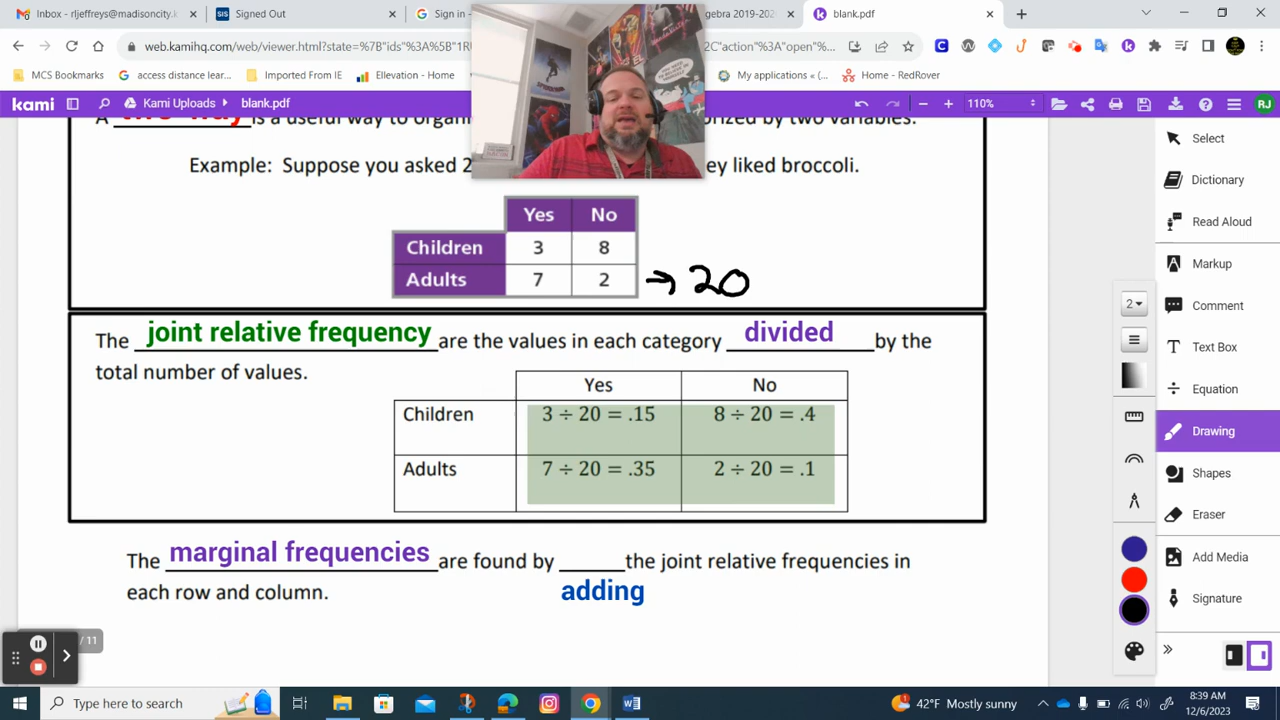 Inbox - rljeffreys@madisoncity.k
Signed Out
Sign in -
gebra 2019-202
blank.pdf
web.kamihq.com/web/viewer.html?state=%7B"ids"%3A%5B"1R
2C"action"%3A"open"%...
MCS Bookmarks
access distance lear...
Imported From IE
Ellevation - Home
My applications - (...
Home - RedRover
kami
Kami Uploads
blank.pdf
110%
RJ
A two-way is a useful way to organi
rized by two variables.
Example: Suppose you asked 2
ey liked broccoli.
Yes No
Children 3 8
Adults 7 2 → 20
The joint relative frequency are the values in each category divided by the
total number of values.
Yes No
Children 3 ÷ 20 = .15 8 ÷ 20 = .4
Adults 7 ÷ 20 = .35 2 ÷ 20 = .1
The marginal frequencies are found by ______ the joint relative frequencies in
adding
each row and column.
Select
Dictionary
Read Aloud
Markup
Comment
Text Box
Equation
Drawing
Shapes
Eraser
Add Media
Signature
2
/ 11
Type here to search
42°F Mostly sunny
8:39 AM
12/6/2023